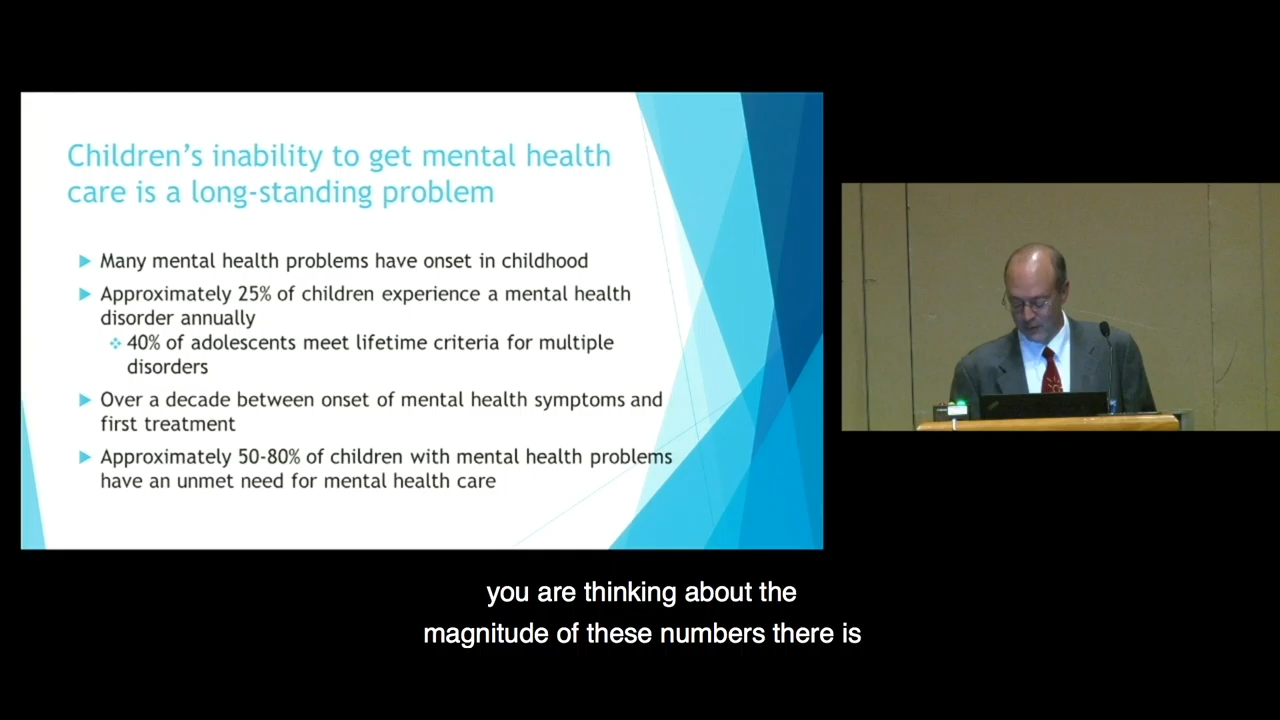 Children’s inability to get mental health
care is a long-standing problem
Many mental health problems have onset in childhood
Approximately 25% of children experience a mental health
disorder annually
40% of adolescents meet lifetime criteria for multiple
disorders
Over a decade between onset of mental health symptoms and
first treatment
Approximately 50-80% of children with mental health problems
have an unmet need for mental health care
you are thinking about the
magnitude of these numbers there is